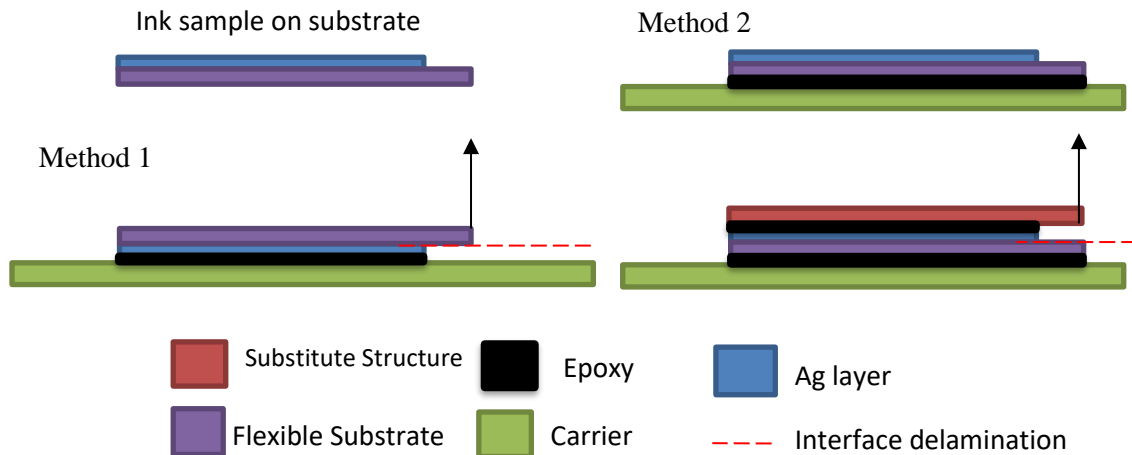 Ink sample on substrate
Method 2
Method 1
Substitute Structure
Epoxy
Ag layer
Flexible Substrate
Carrier
Interface delamination